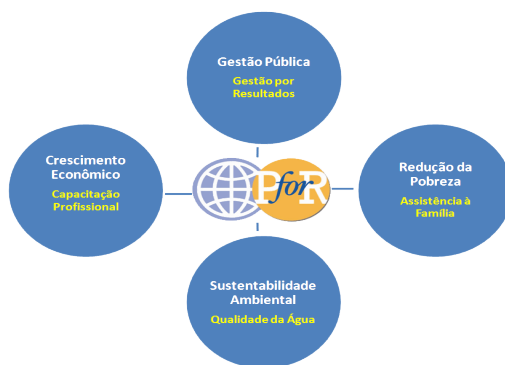 Gestão Pública
Gestão por
Resultados
Crescimento
Econômico
Capacitação
Profissional
PforR
Redução da
Pobreza
Assistência à
Família
Sustentabilidade
Ambiental
Qualidade da Água